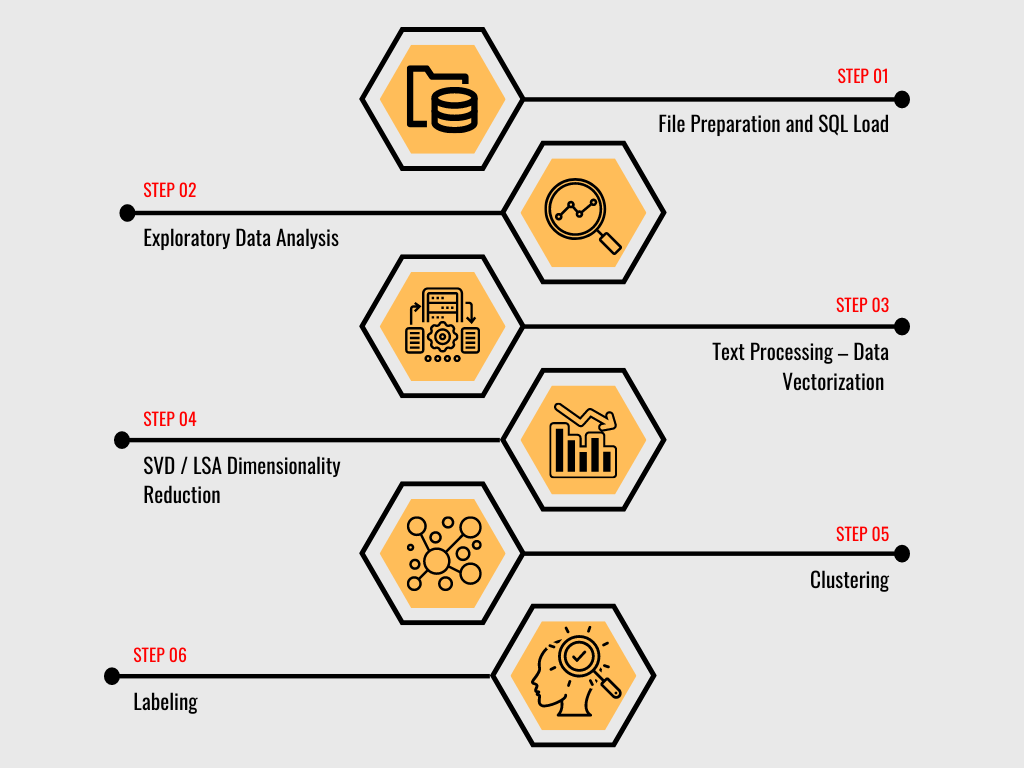 STEP 01
File Preparation and SQL Load
STEP 02
Exploratory Data Analysis
STEP 03
Text Processing – Data
Vectorization
STEP 04
SVD / LSA Dimensionality
Reduction
STEP 05
Clustering
STEP 06
Labeling